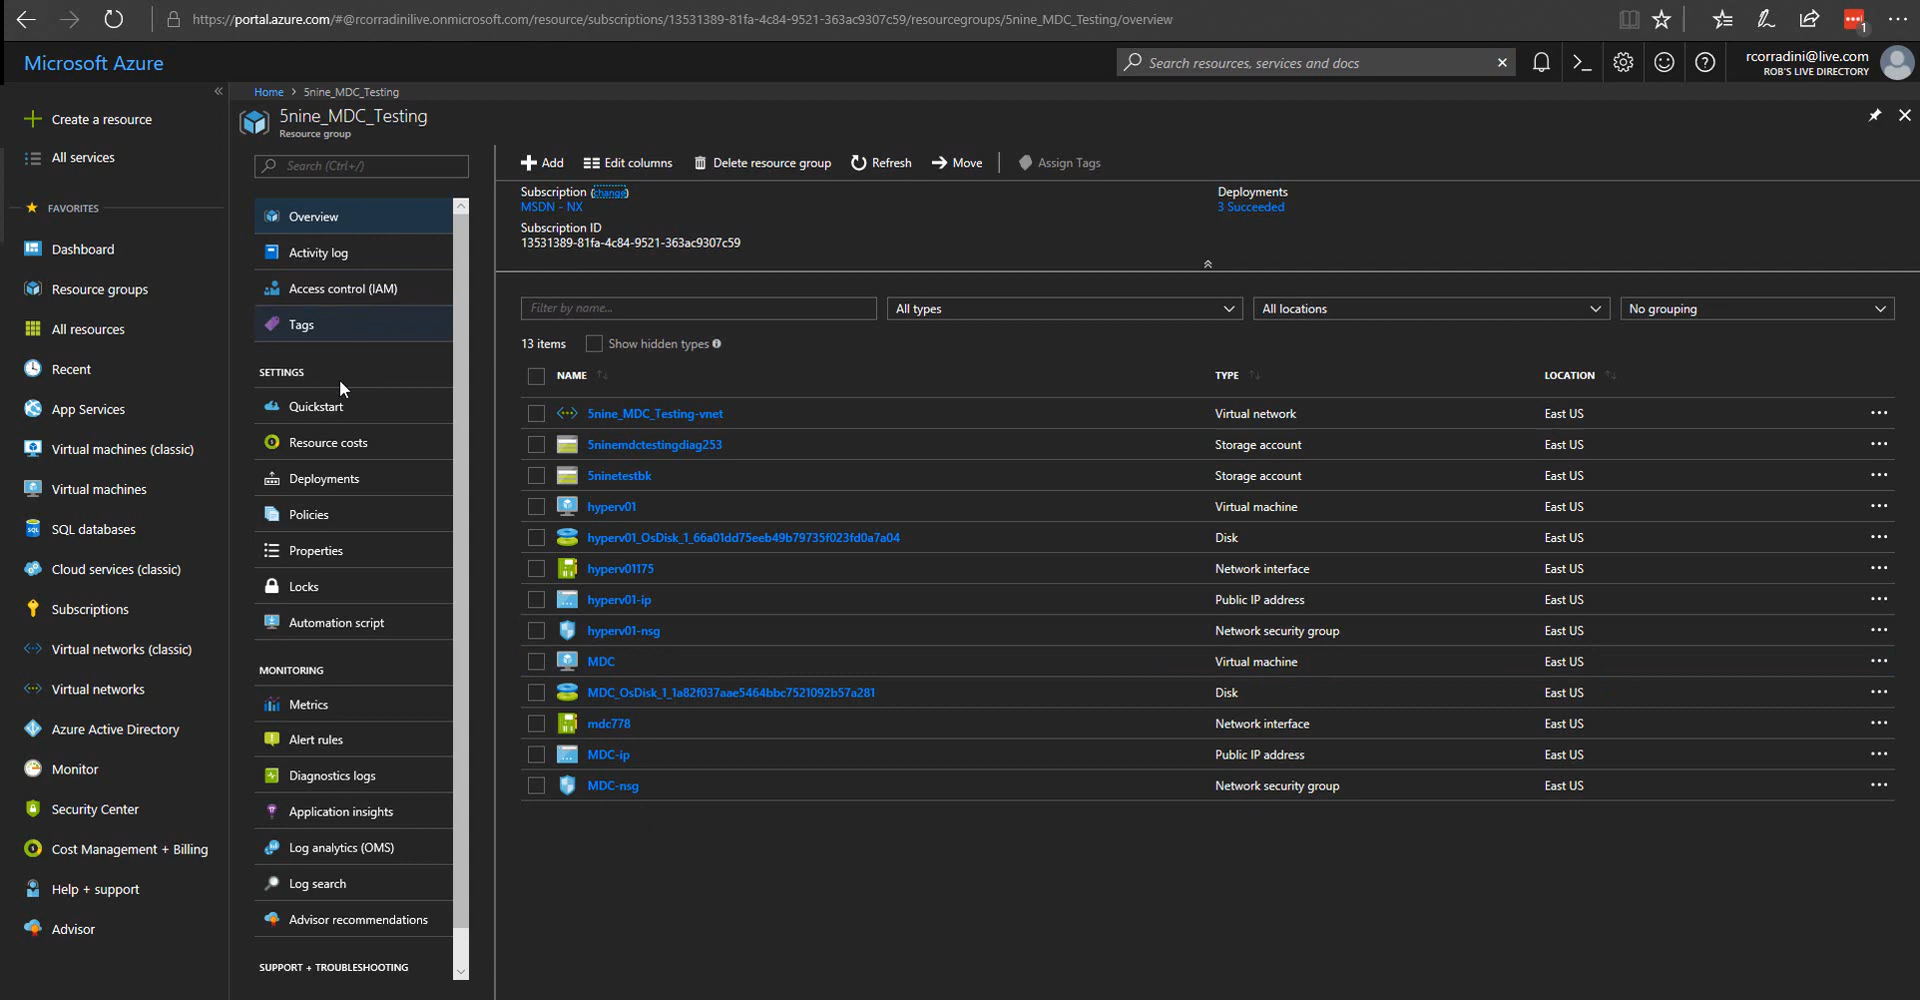 https://portal.azure.com/#@rcorradinilive.onmicrosoft.com/resource/subscriptions/13531389-81fa-4c84-9521-363ac9307c59/resourcegroups/5nine_MDC_Testing/overview
1
Microsoft Azure
Search resources, services and docs
rcorradini@live.com
ROB'S LIVE DIRECTORY
Create a resource
All services
FAVORITES
Dashboard
Resource groups
All resources
Recent
App Services
Virtual machines (classic)
Virtual machines
SQL databases
Cloud services (classic)
Subscriptions
Virtual networks (classic)
Virtual networks
Azure Active Directory
Monitor
Security Center
Cost Management + Billing
Help + support
Advisor
Home > 5nine_MDC_Testing
5nine_MDC_Testing
Resource group
Search (Ctrl+/)
Overview
Activity log
Access control (IAM)
Tags
SETTINGS
Quickstart
Resource costs
Deployments
Policies
Properties
Locks
Automation script
MONITORING
Metrics
Alert rules
Diagnostics logs
Application insights
Log analytics (OMS)
Log search
Advisor recommendations
SUPPORT + TROUBLESHOOTING
Add Edit columns Delete resource group Refresh Move Assign Tags
Subscription (change)
MSDN - NX
Subscription ID
13531389-81fa-4c84-9521-363ac9307c59
Deployments
3 Succeeded
Filter by name... All types All locations No grouping
13 items Show hidden types
NAME TYPE LOCATION
5nine_MDC_Testing-vnet Virtual network East US
5ninemdctestingdiag253 Storage account East US
5ninetestbk Storage account East US
hyperv01 Virtual machine East US
hyperv01_OsDisk_1_66a01dd75eeb49b79735f023fd0a7a04 Disk East US
hyperv01175 Network interface East US
hyperv01-ip Public IP address East US
hyperv01-nsg Network security group East US
MDC Virtual machine East US
MDC_OsDisk_1_1a82f037aae5464bbc7521092b57a281 Disk East US
mdc778 Network interface East US
MDC-ip Public IP address East US
MDC-nsg Network security group East US